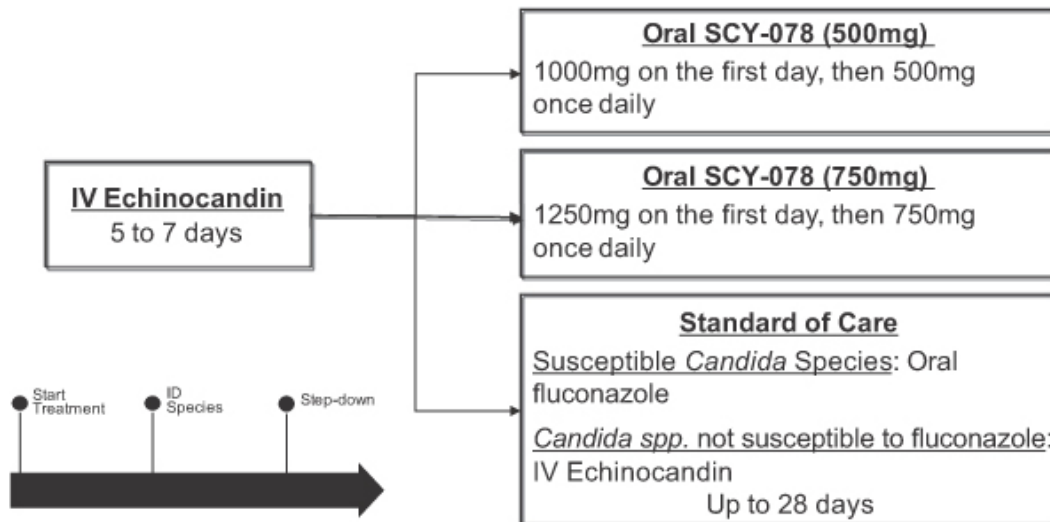 IV Echinocandin
5 to 7 days
Oral SCY-078 (500mg)
1000mg on the first day, then 500mg
once daily
Oral SCY-078 (750mg)
1250mg on the first day, then 750mg
once daily
Standard of Care
Susceptible Candida Species: Oral
fluconazole
Candida spp. not susceptible to fluconazole:
IV Echinocandin
Up to 28 days
Start
Treatment
ID
Species
Step-down